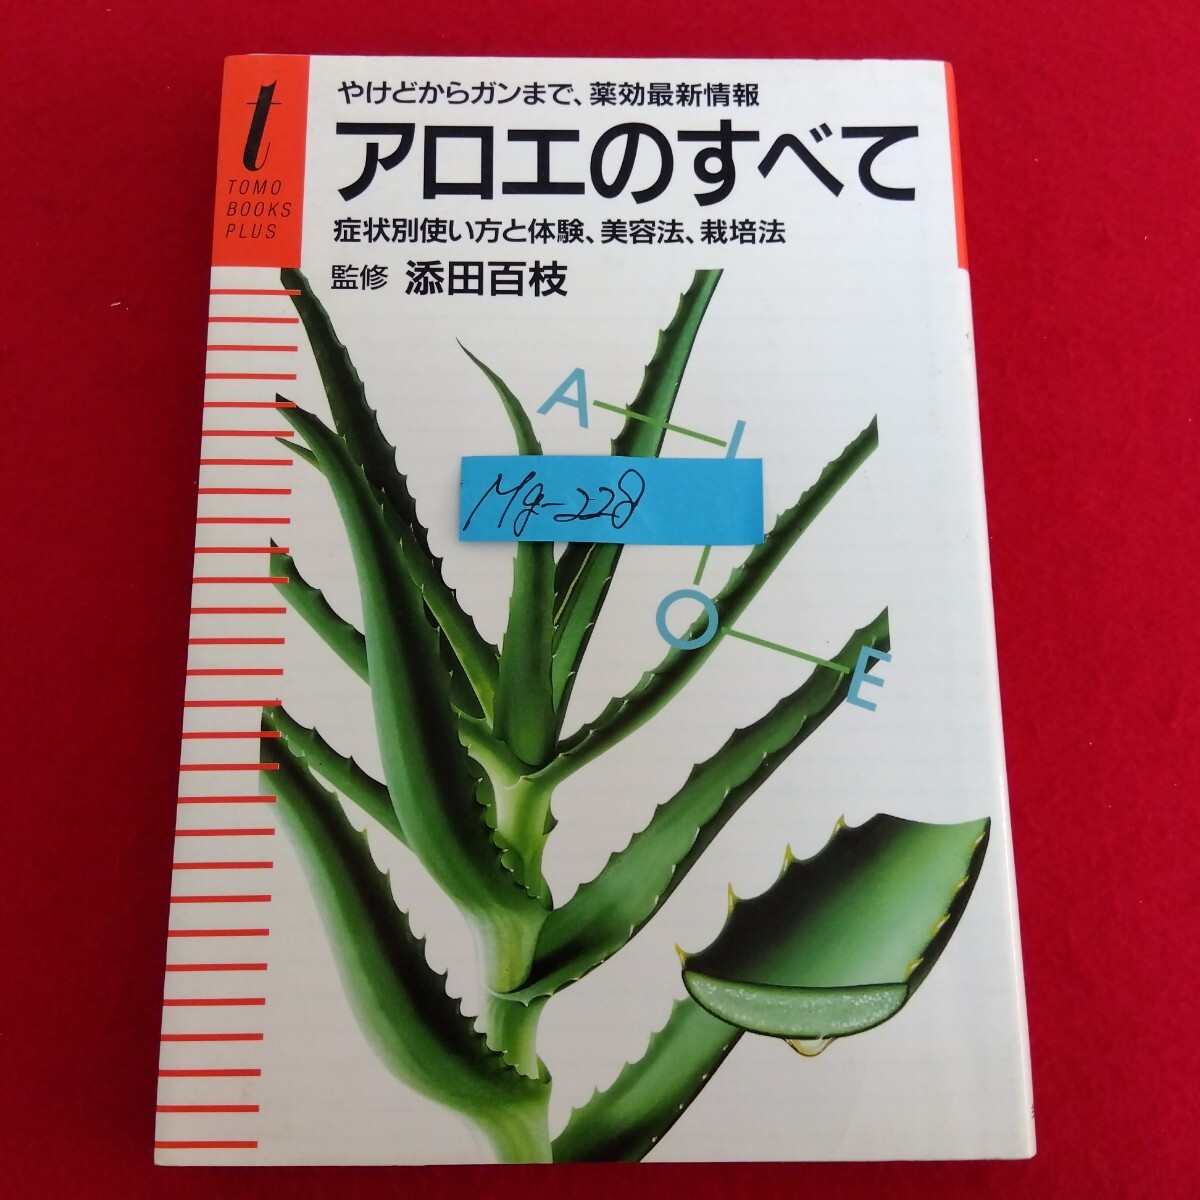 t
TOMO
BOOKS
PLUS
やけどからガンまで、薬効最新情報
アロエのすべて
症状別使い方と体験、美容法、栽培法
監修 添田百枝
A
l
O
E
Mg-228